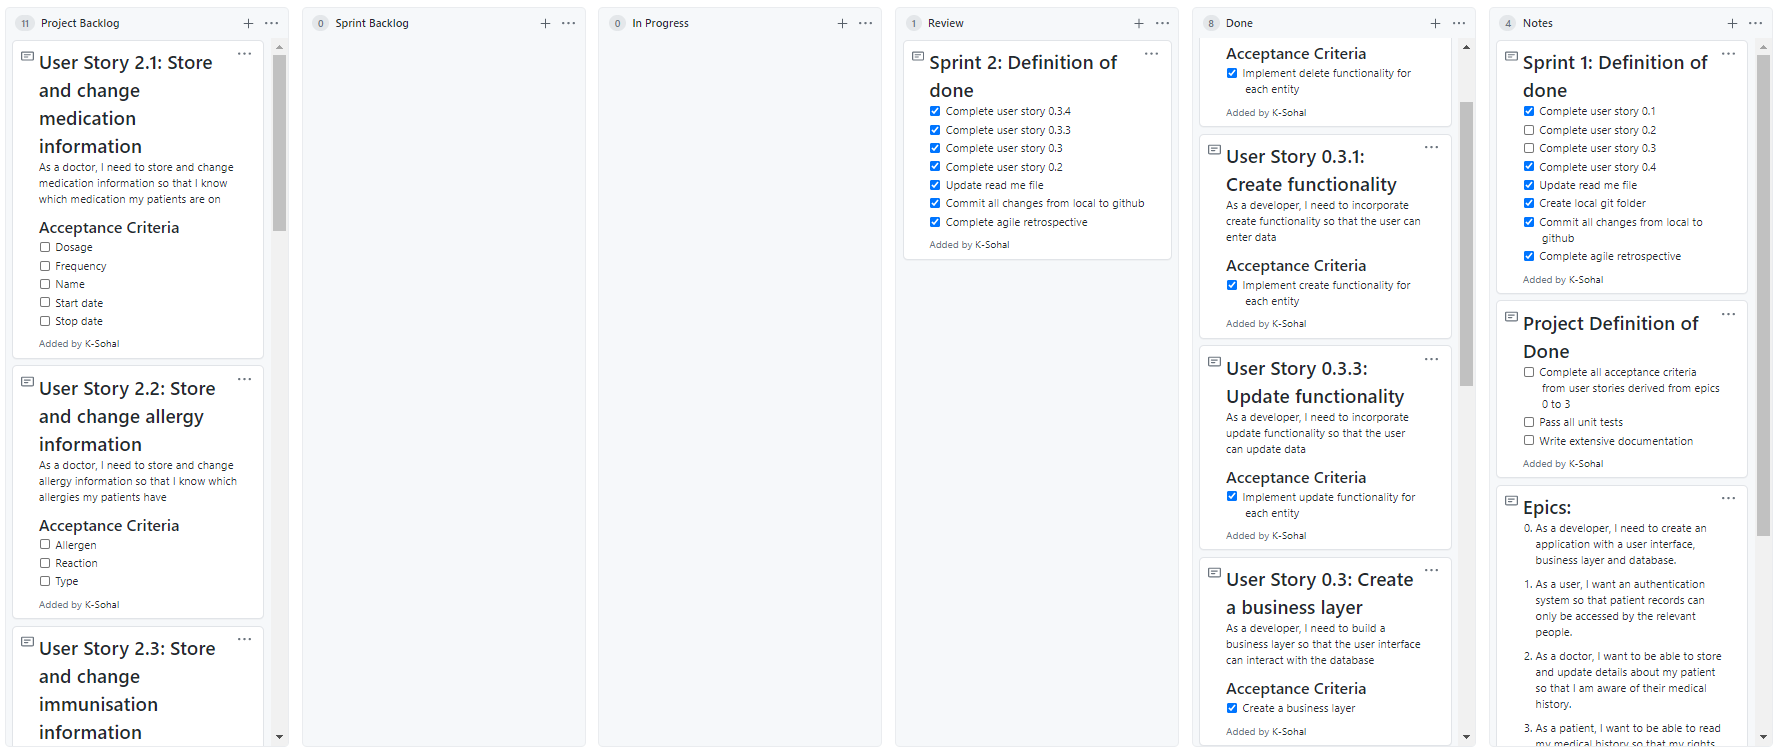 11 Project Backlog
User Story 2.1: Store
and change
medication
information
As a doctor, I need to store and change
medication information so that I know
which medication my patients are on
Acceptance Criteria
Dosage
Frequency
Name
Start date
Stop date
Added by K-Sohal
User Story 2.2: Store
and change allergy
information
As a doctor, I need to store and change
allergy information so that I know which
allergies my patients have
Acceptance Criteria
Allergen
Reaction
Type
Added by K-Sohal
User Story 2.3: Store
and change
immunisation
information
0 Sprint Backlog
0 In Progress
1 Review
Sprint 2: Definition of
done
Complete user story 0.3.4
Complete user story 0.3.3
Complete user story 0.3
Complete user story 0.2
Update read me file
Commit all changes from local to github
Complete agile retrospective
Added by K-Sohal
8 Done
Acceptance Criteria
Implement delete functionality for
each entity
Added by K-Sohal
User Story 0.3.1:
Create functionality
As a developer, I need to incorporate
create functionality so that the user can
enter data
Acceptance Criteria
Implement create functionality for
each entity
Added by K-Sohal
User Story 0.3.3:
Update functionality
As a developer, I need to incorporate
update functionality so that the user
can update data
Acceptance Criteria
Implement update functionality for
each entity
Added by K-Sohal
User Story 0.3: Create
a business layer
As a developer, I need to build a
business layer so that the user interface
can interact with the database
Acceptance Criteria
Create a business layer
Added by K-Sohal
4 Notes
Sprint 1: Definition of
done
Complete user story 0.1
Complete user story 0.2
Complete user story 0.3
Complete user story 0.4
Update read me file
Create local git folder
Commit all changes from local to
github
Complete agile retrospective
Added by K-Sohal
Project Definition of
Done
Complete all acceptance criteria
from user stories derived from epics
0 to 3
Pass all unit tests
Write extensive documentation
Added by K-Sohal
Epics:
0. As a developer, I need to create an
application with a user interface,
business layer and database.
1. As a user, I want an authentication
system so that patient records can
only be accessed by the relevant
people.
2. As a doctor, I want to be able to store
and update details about my patient
so that I am aware of their medical
history.
3. As a patient, I want to be able to read
my medical history so that my rights